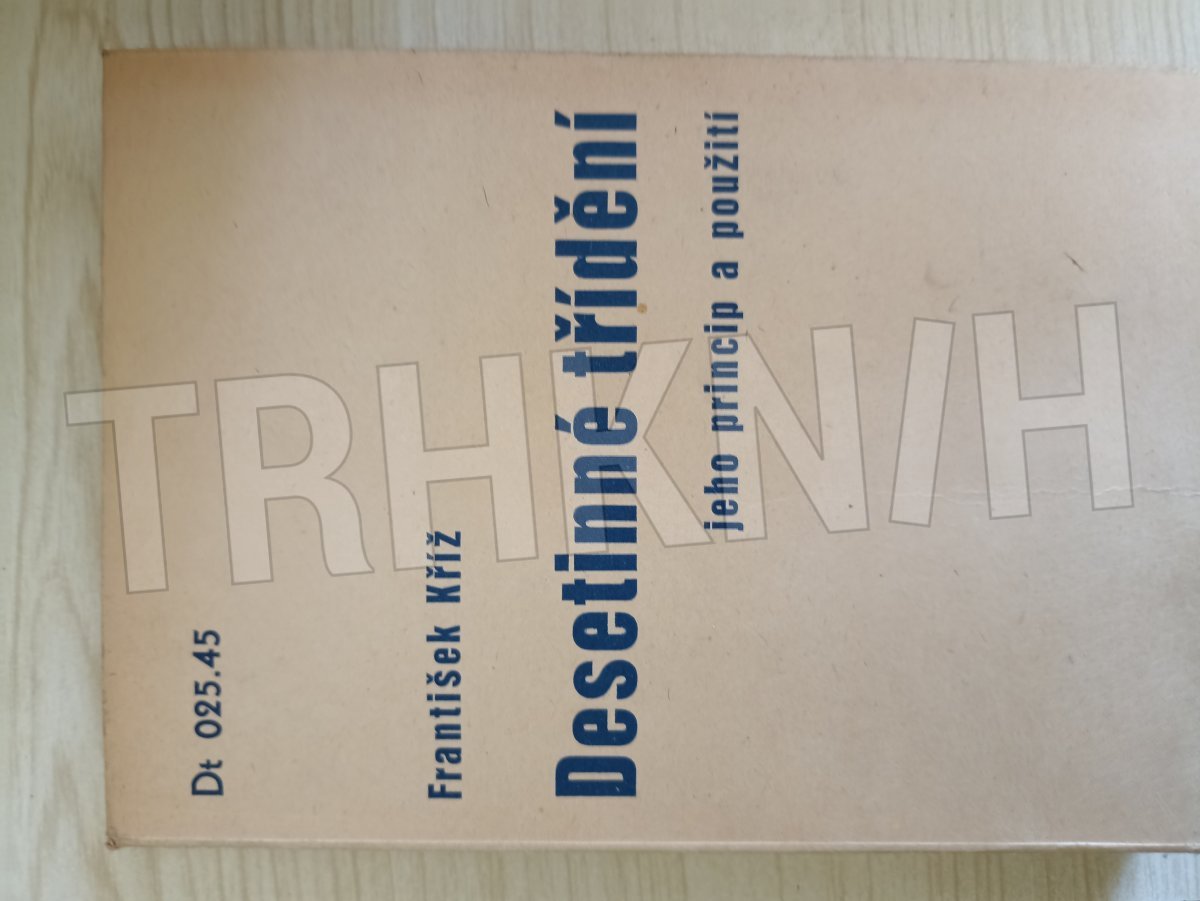 Dt 025.45
František Kříž
Desetinné třídění
jeho princip a použití
TRHKNIH